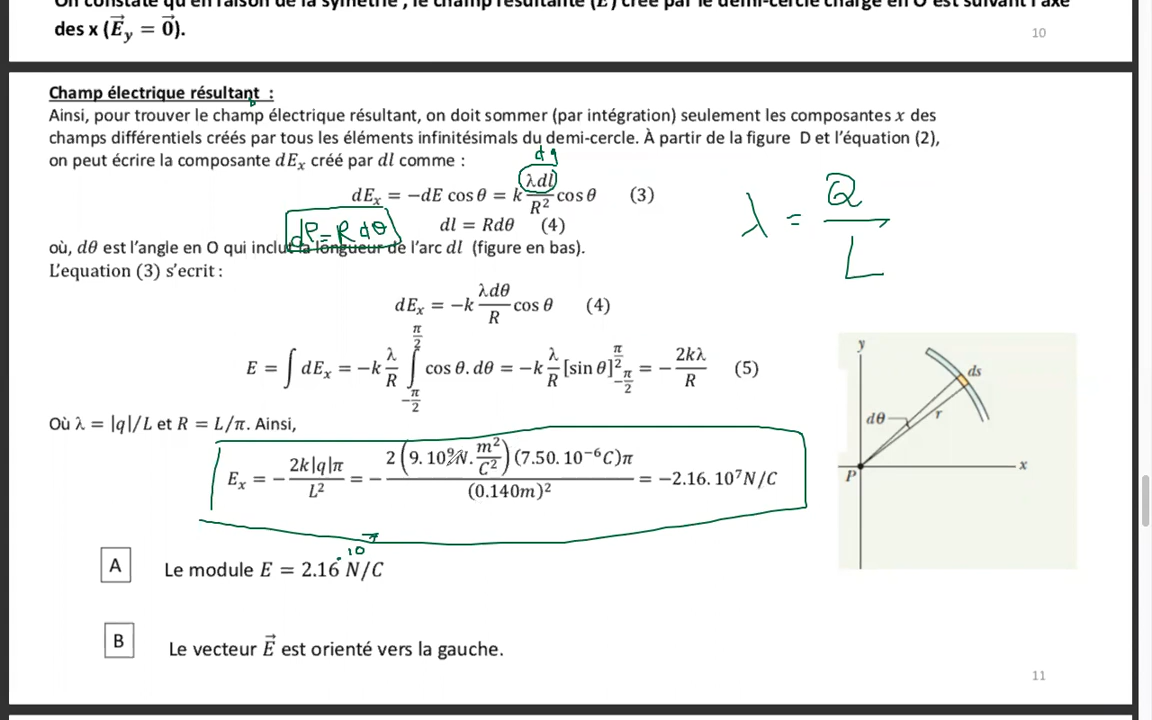 On constate qu'en raison de la symétrie , le champ résultante (E⃗) créé par le demi-cercle chargé en O est suivant l'axe
des x (E⃗_y = 0⃗).
10
Champ électrique résultant :
Ainsi, pour trouver le champ électrique résultant, on doit sommer (par intégration) seulement les composantes x des
champs différentiels créés par tous les éléments infinitésimals du demi-cercle. À partir de la figure D et l'équation (2),
on peut écrire la composante dE_x créé par dl comme :
dq
dE_x = −dE cos θ = k λdl/R² cos θ (3)
λ = Q/L
dl = Rdθ (4)
dl = R dθ
où, dθ est l'angle en O qui inclut la longueur de l'arc dl (figure en bas).
L'equation (3) s'ecrit :
dE_x = −k λdθ/R cos θ (4)
E = ∫ dE_x = −k λ/R ∫_{−π/2}^{π/2} cos θ. dθ = −k λ/R [sin θ]_{−π/2}^{π/2} = − 2kλ/R (5)
y
ds
dθ
r
x
P
Où λ = |q|/L et R = L/π. Ainsi,
E_x = − 2k|q|π/L² = − 2 (9. 10⁹N. m²/C²) (7.50. 10⁻⁶C)π/(0.140m)² = −2.16. 10⁷N/C
A
Le module E = 2.16 N/C
. 10⁷
B
Le vecteur E⃗ est orienté vers la gauche.
11